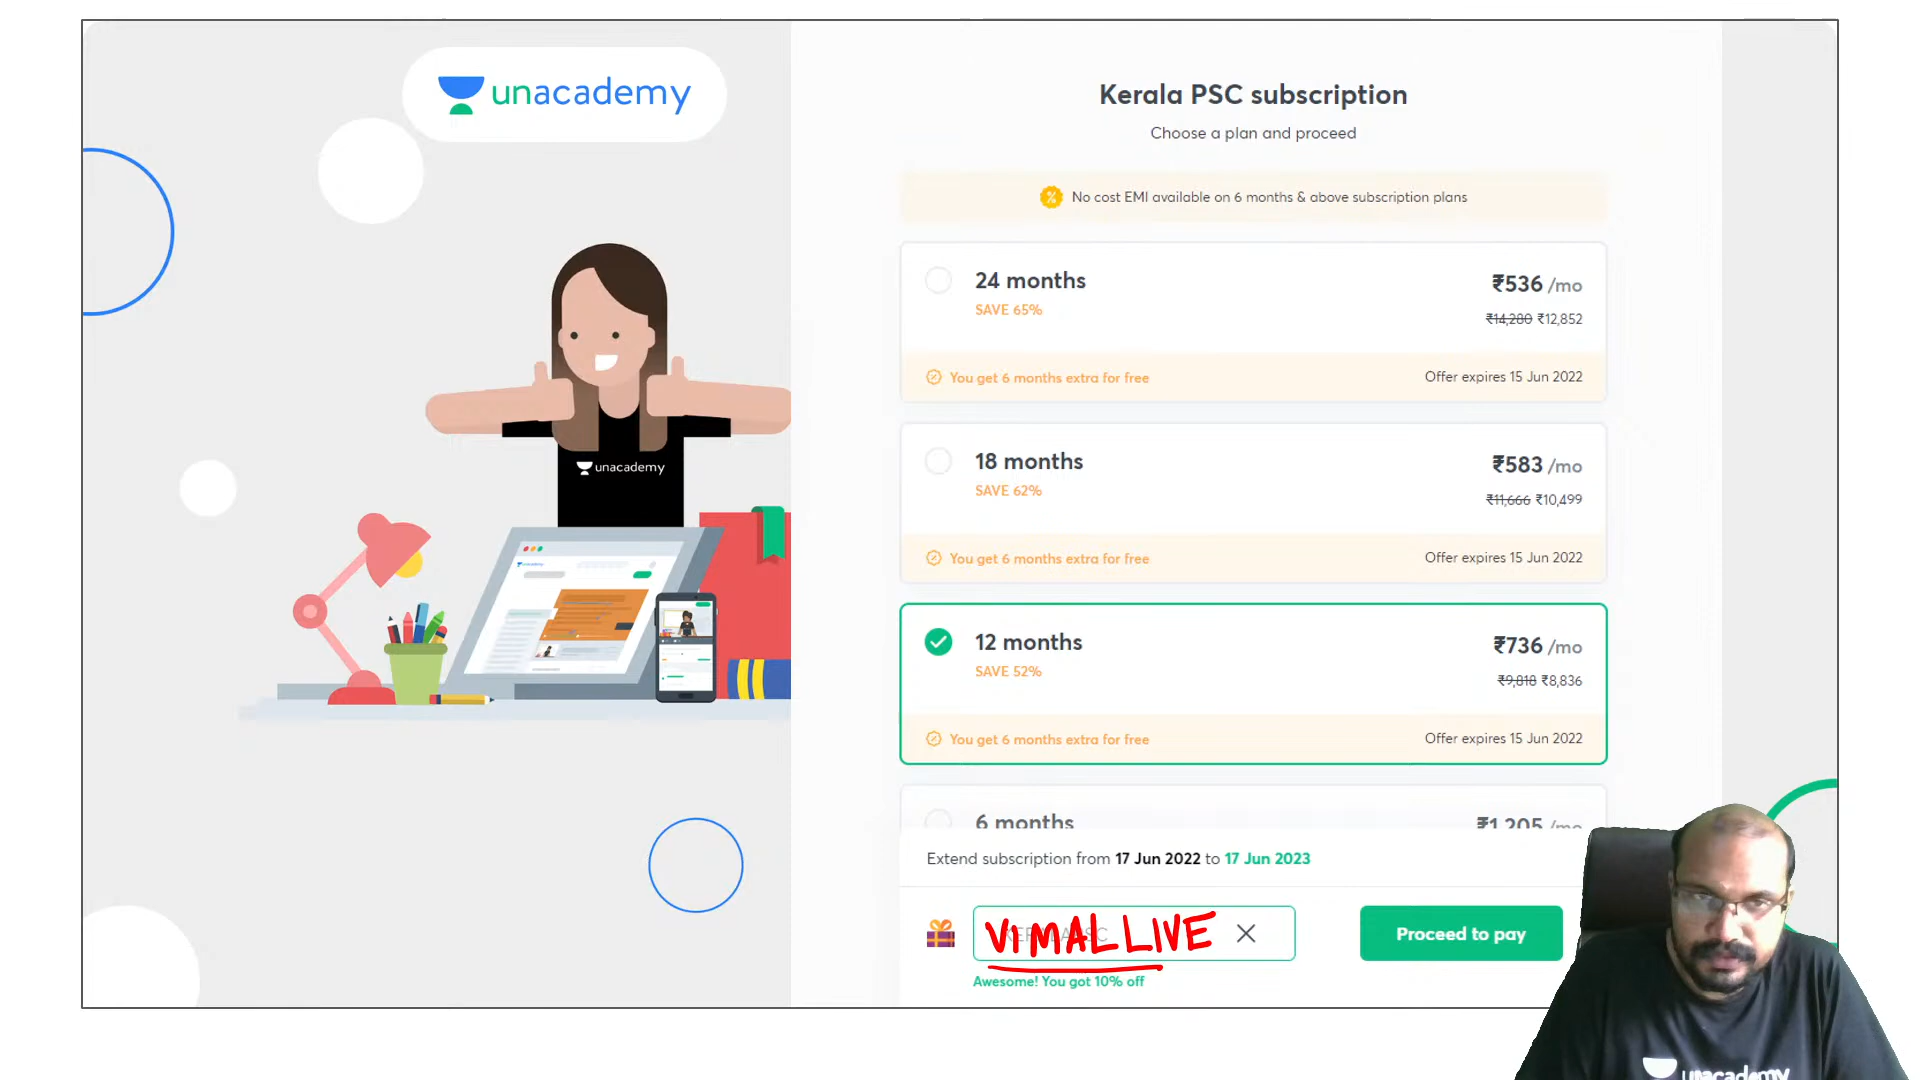 unacademy
Kerala PSC subscription
Choose a plan and proceed
No cost EMI available on 6 months & above subscription plans
24 months
₹536 /mo
SAVE 65%
₹14,280 ₹12,852
You get 6 months extra for free
Offer expires 15 Jun 2022
18 months
₹583 /mo
SAVE 62%
₹11,666 ₹10,499
You get 6 months extra for free
Offer expires 15 Jun 2022
unacademy
12 months
₹736 /mo
SAVE 52%
₹9,818 ₹8,836
You get 6 months extra for free
Offer expires 15 Jun 2022
6 months
₹1,205 /mo
Extend subscription from 17 Jun 2022 to 17 Jun 2023
VIMALLIVE
Proceed to pay
Awesome! You got 10% off
unacademy